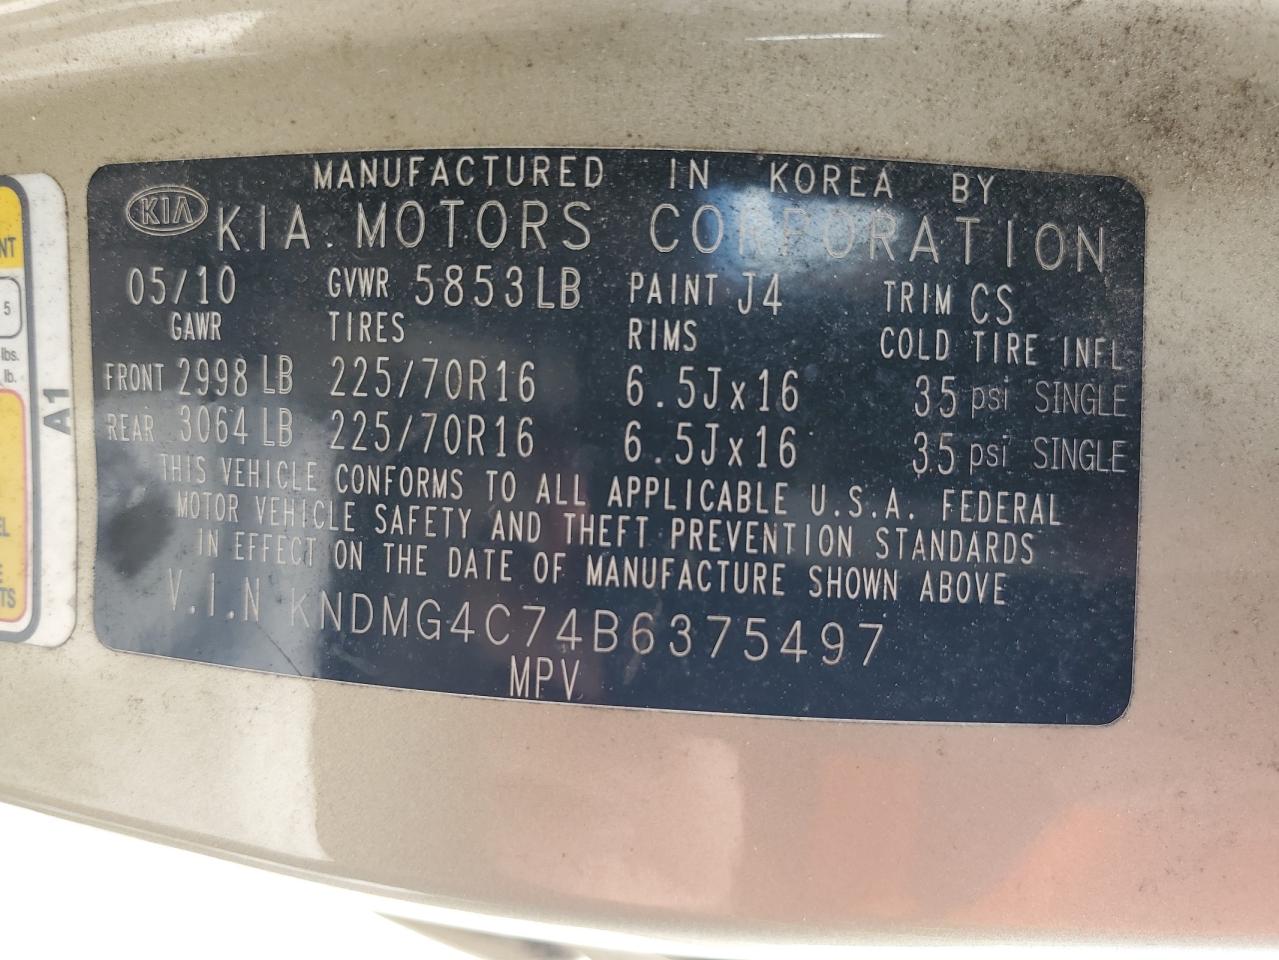 MANUFACTURED IN KOREA BY
KIA
KIA MOTORS CORPORATION
05/10 GVWR 5853LB PAINT J4 TRIM CS
GAWR TIRES RIMS COLD TIRE INFL
FRONT 2998 LB 225/70R16 6.5Jx16 35 psi SINGLE
REAR 3064 LB 225/70R16 6.5Jx16 35 psi SINGLE
THIS VEHICLE CONFORMS TO ALL APPLICABLE U.S.A. FEDERAL
MOTOR VEHICLE SAFETY AND THEFT PREVENTION STANDARDS
IN EFFECT ON THE DATE OF MANUFACTURE SHOWN ABOVE
V.I.N KNDMG4C74B6375497
MPV
5
lbs.
lb.
A1